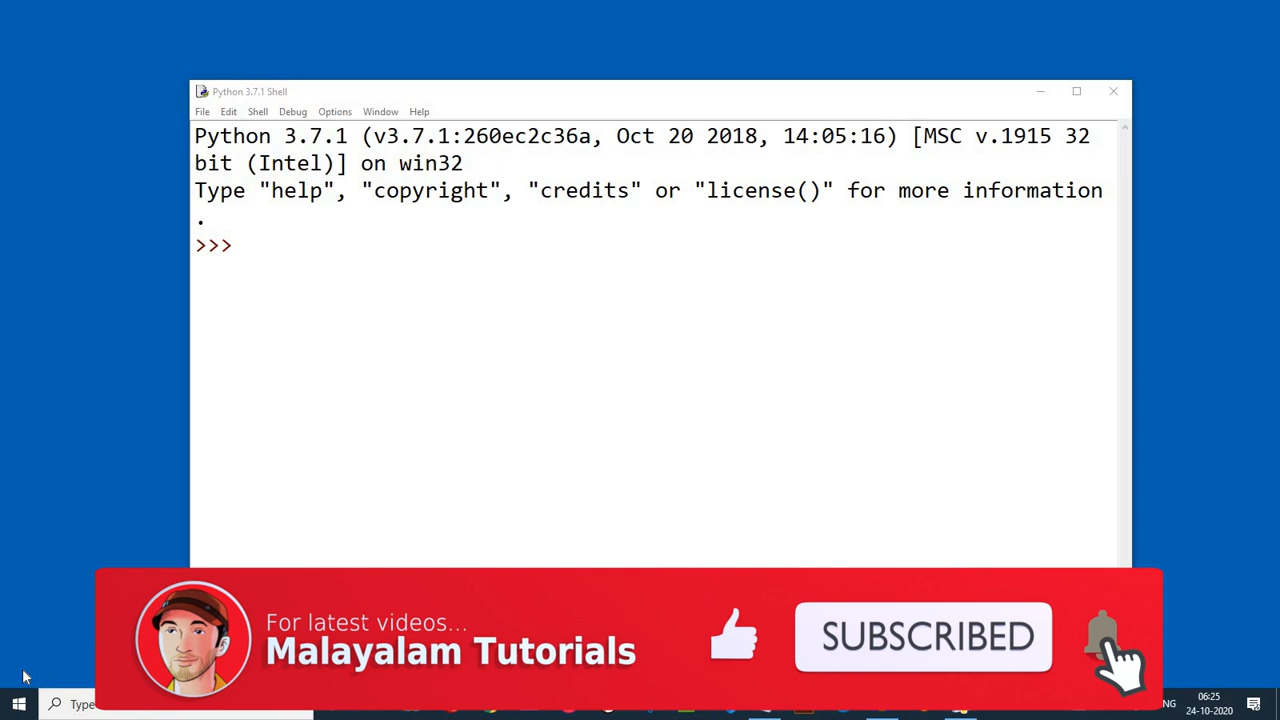 Python 3.7.1 Shell
File Edit Shell Debug Options Window Help
Python 3.7.1 (v3.7.1:260ec2c36a, Oct 20 2018, 14:05:16) [MSC v.1915 32
bit (Intel)] on win32
Type "help", "copyright", "credits" or "license()" for more information
.
>>>
For latest videos...
Malayalam Tutorials
SUBSCRIBED
Type
NG
06:25
24-10-2020